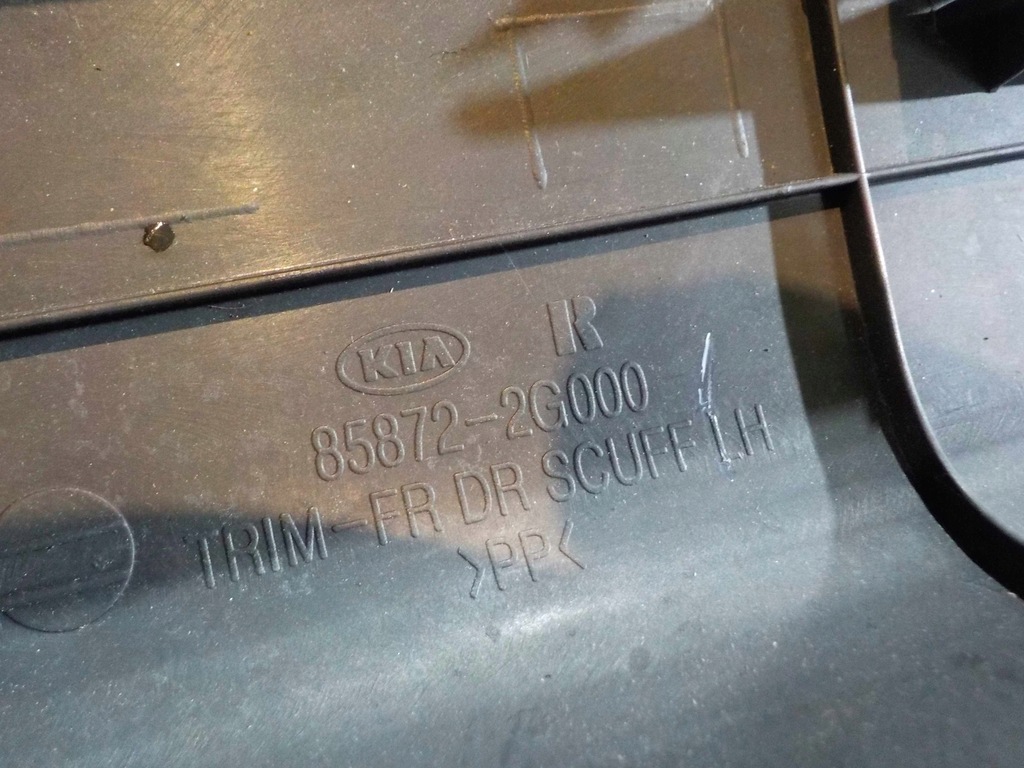 KIA R
85872-2G000
TRIM-FR DR SCUFF LH
>PP<